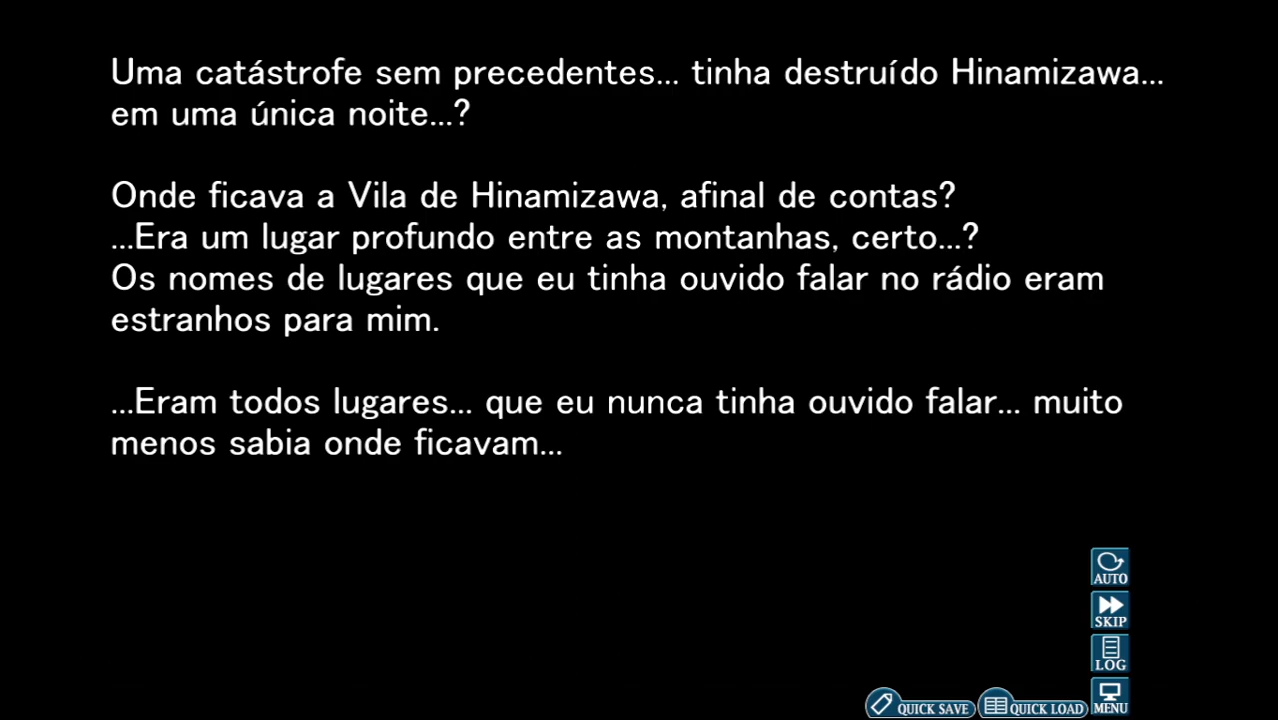 Uma catástrofe sem precedentes... tinha destruído Hinamizawa...
em uma única noite...?
Onde ficava a Vila de Hinamizawa, afinal de contas?
...Era um lugar profundo entre as montanhas, certo...?
Os nomes de lugares que eu tinha ouvido falar no rádio eram
estranhos para mim.
...Eram todos lugares... que eu nunca tinha ouvido falar... muito
menos sabia onde ficavam...
AUTO
SKIP
LOG
QUICK SAVE
QUICK LOAD
MENU